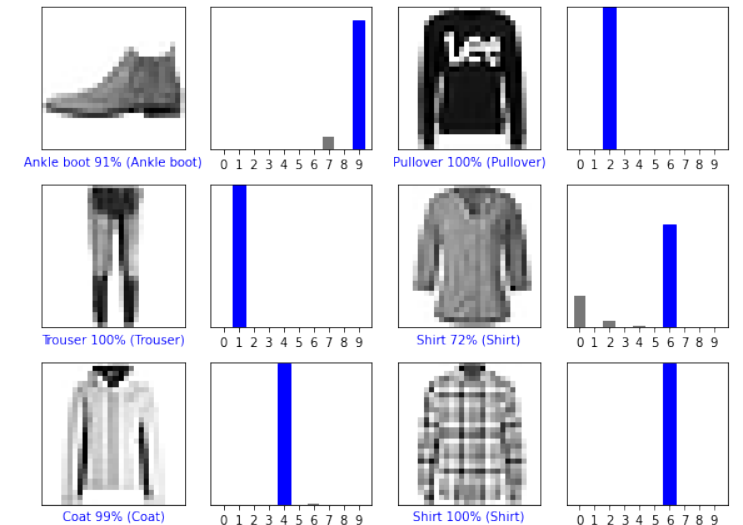 Lee
0 1 2 3 4 5 6 7 8 9
0 1 2 3 4 5 6 7 8 9
Ankle boot 91% (Ankle boot)
Pullover 100% (Pullover)
0 1 2 3 4 5 6 7 8 9
0 1 2 3 4 5 6 7 8 9
Trouser 100% (Trouser)
Shirt 72% (Shirt)
0 1 2 3 4 5 6 7 8 9
0 1 2 3 4 5 6 7 8 9
Coat 99% (Coat)
Shirt 100% (Shirt)